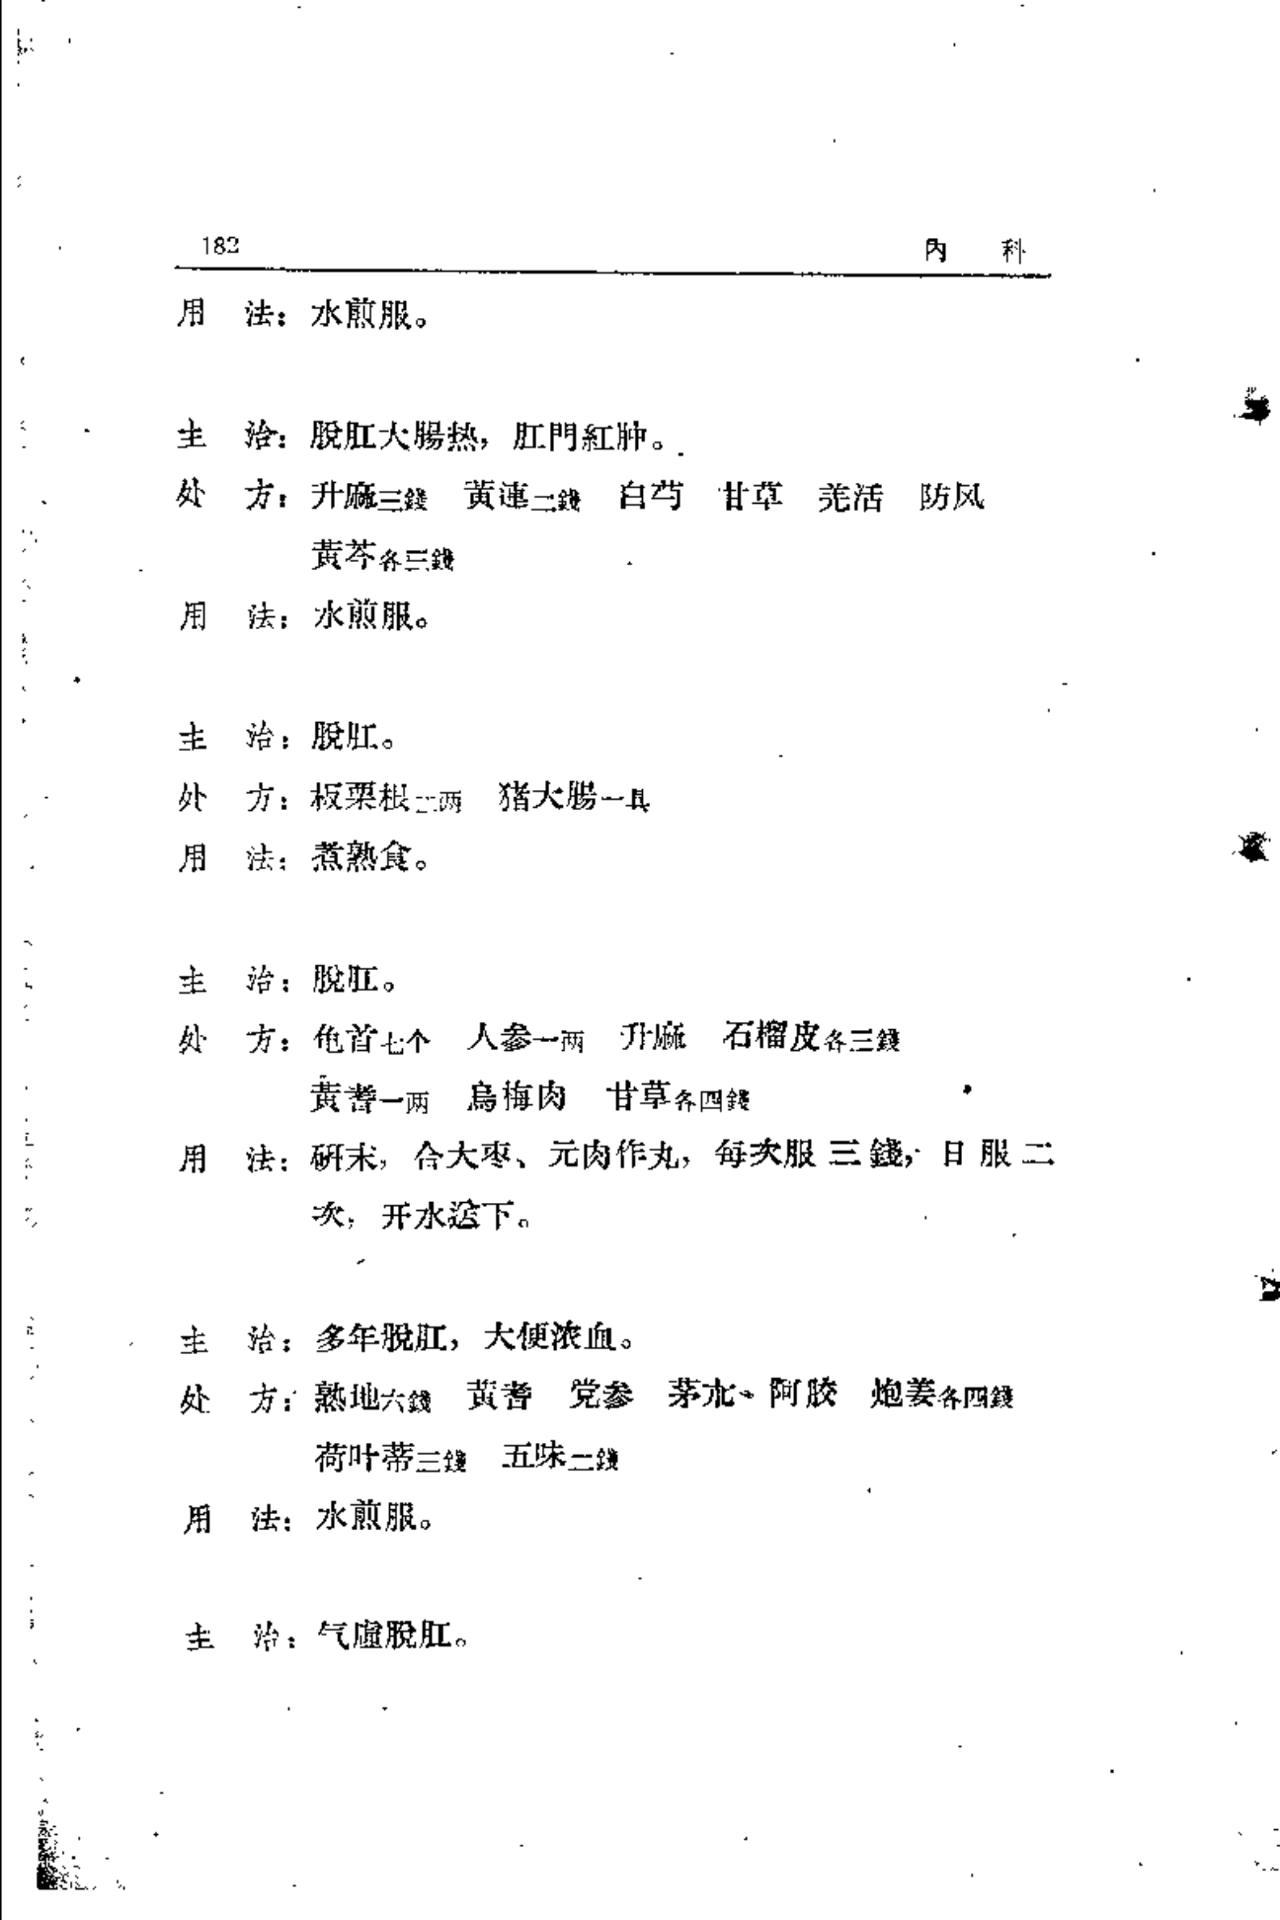 182 内 科
用 法：水煎服。
主 治：脫肛大腸热，肛門紅肿。
处 方：升麻三錢 黃連二錢 白芍 甘草 羌活 防风
黃芩各三錢
用 法：水煎服。
主 治：脫肛。
处 方：板栗根二两 猪大腸一具
用 法：煮熟食。
主 治：脫肛。
处 方：龟首七个 人参一两 升麻 石榴皮各三錢
黃耆一两 烏梅肉 甘草各四錢
用 法：研末，合大枣、元肉作丸，每次服三錢，日服二
次，开水送下。
主 治：多年脫肛，大便浓血。
处 方：熟地六錢 黃耆 党参 茅朮 阿胶 炮姜各四錢
荷叶蒂三錢 五味二錢
用 法：水煎服。
主 治：气虛脫肛。